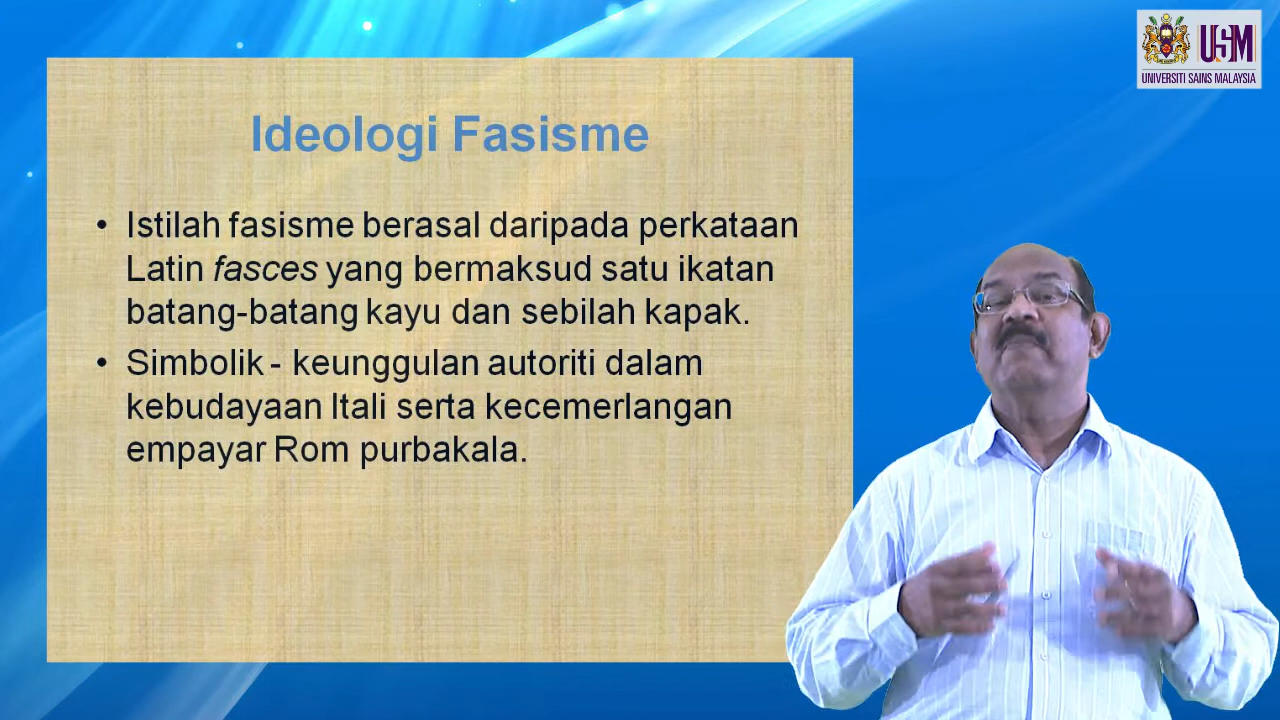 USM
UNIVERSITI SAINS MALAYSIA
Ideologi Fasisme
• Istilah fasisme berasal daripada perkataan
Latin fasces yang bermaksud satu ikatan
batang-batang kayu dan sebilah kapak.
• Simbolik - keunggulan autoriti dalam
kebudayaan Itali serta kecemerlangan
empayar Rom purbakala.